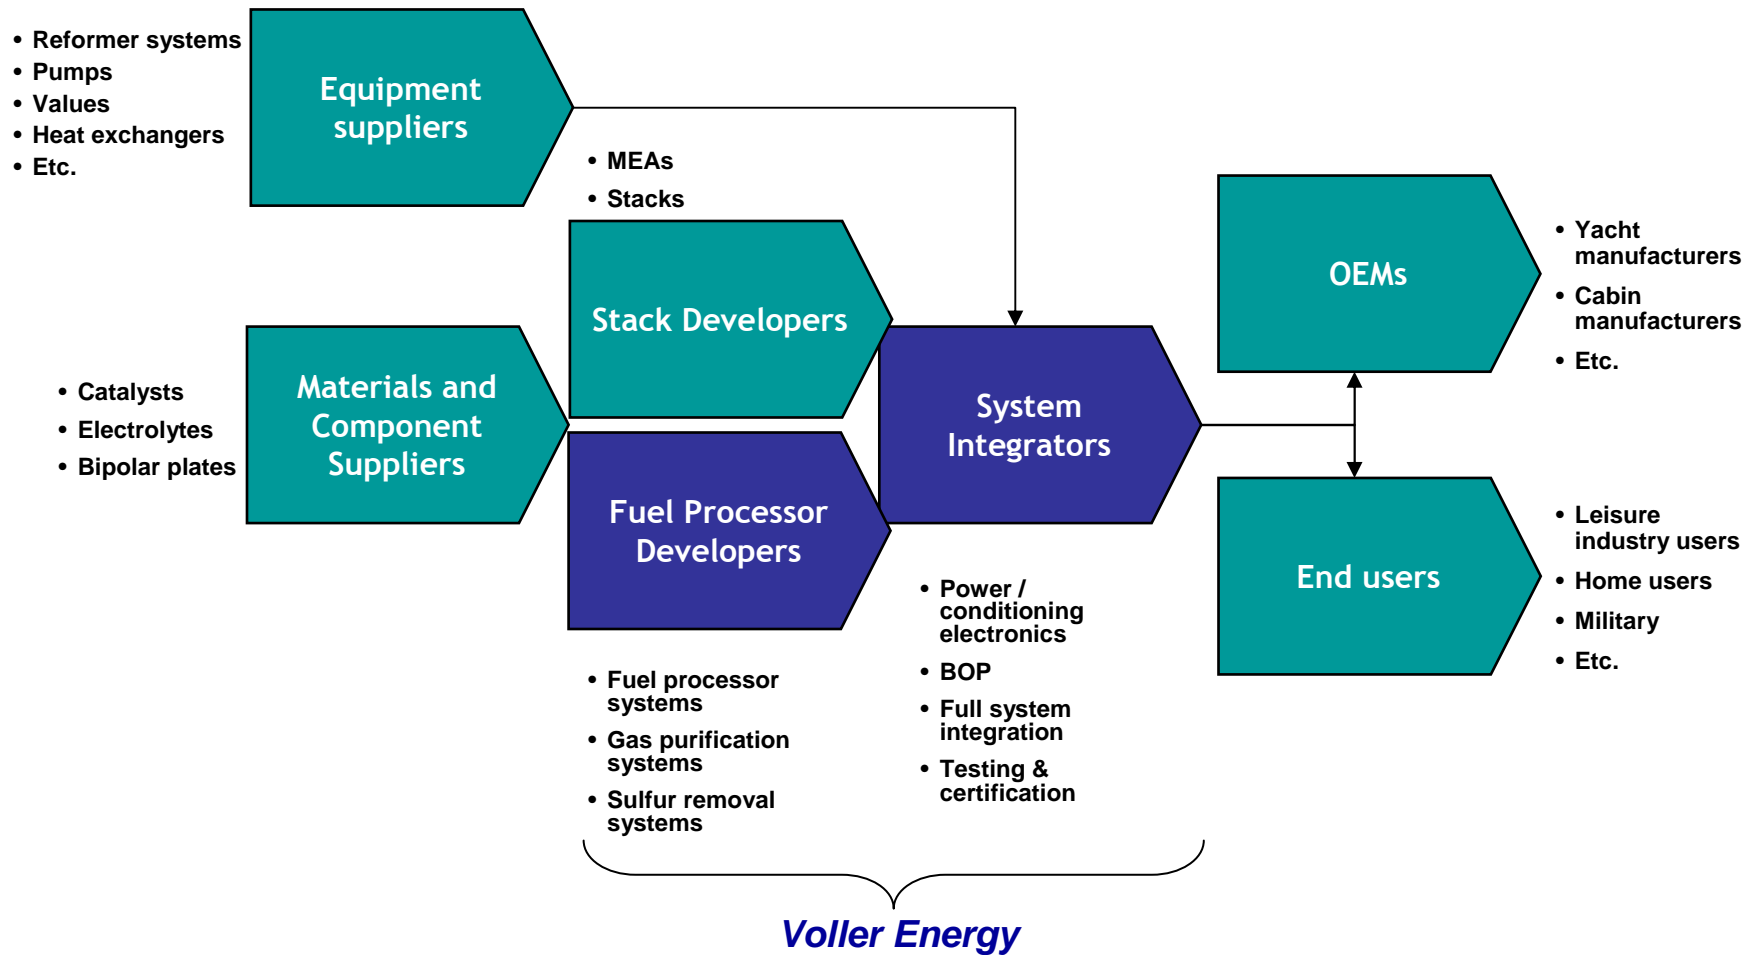 • Reformer systems
• Pumps
• Values
• Heat exchangers
• Etc.
Equipment
suppliers
• MEAs
• Stacks
Stack Developers
• Catalysts
• Electrolytes
• Bipolar plates
Materials and
Component
Suppliers
Fuel Processor
Developers
• Fuel processor
systems
• Gas purification
systems
• Sulfur removal
systems
System
Integrators
• Power /
conditioning
electronics
• BOP
• Full system
integration
• Testing &
certification
OEMs
• Yacht
manufacturers
• Cabin
manufacturers
• Etc.
End users
• Leisure
industry users
• Home users
• Military
• Etc.
Voller Energy